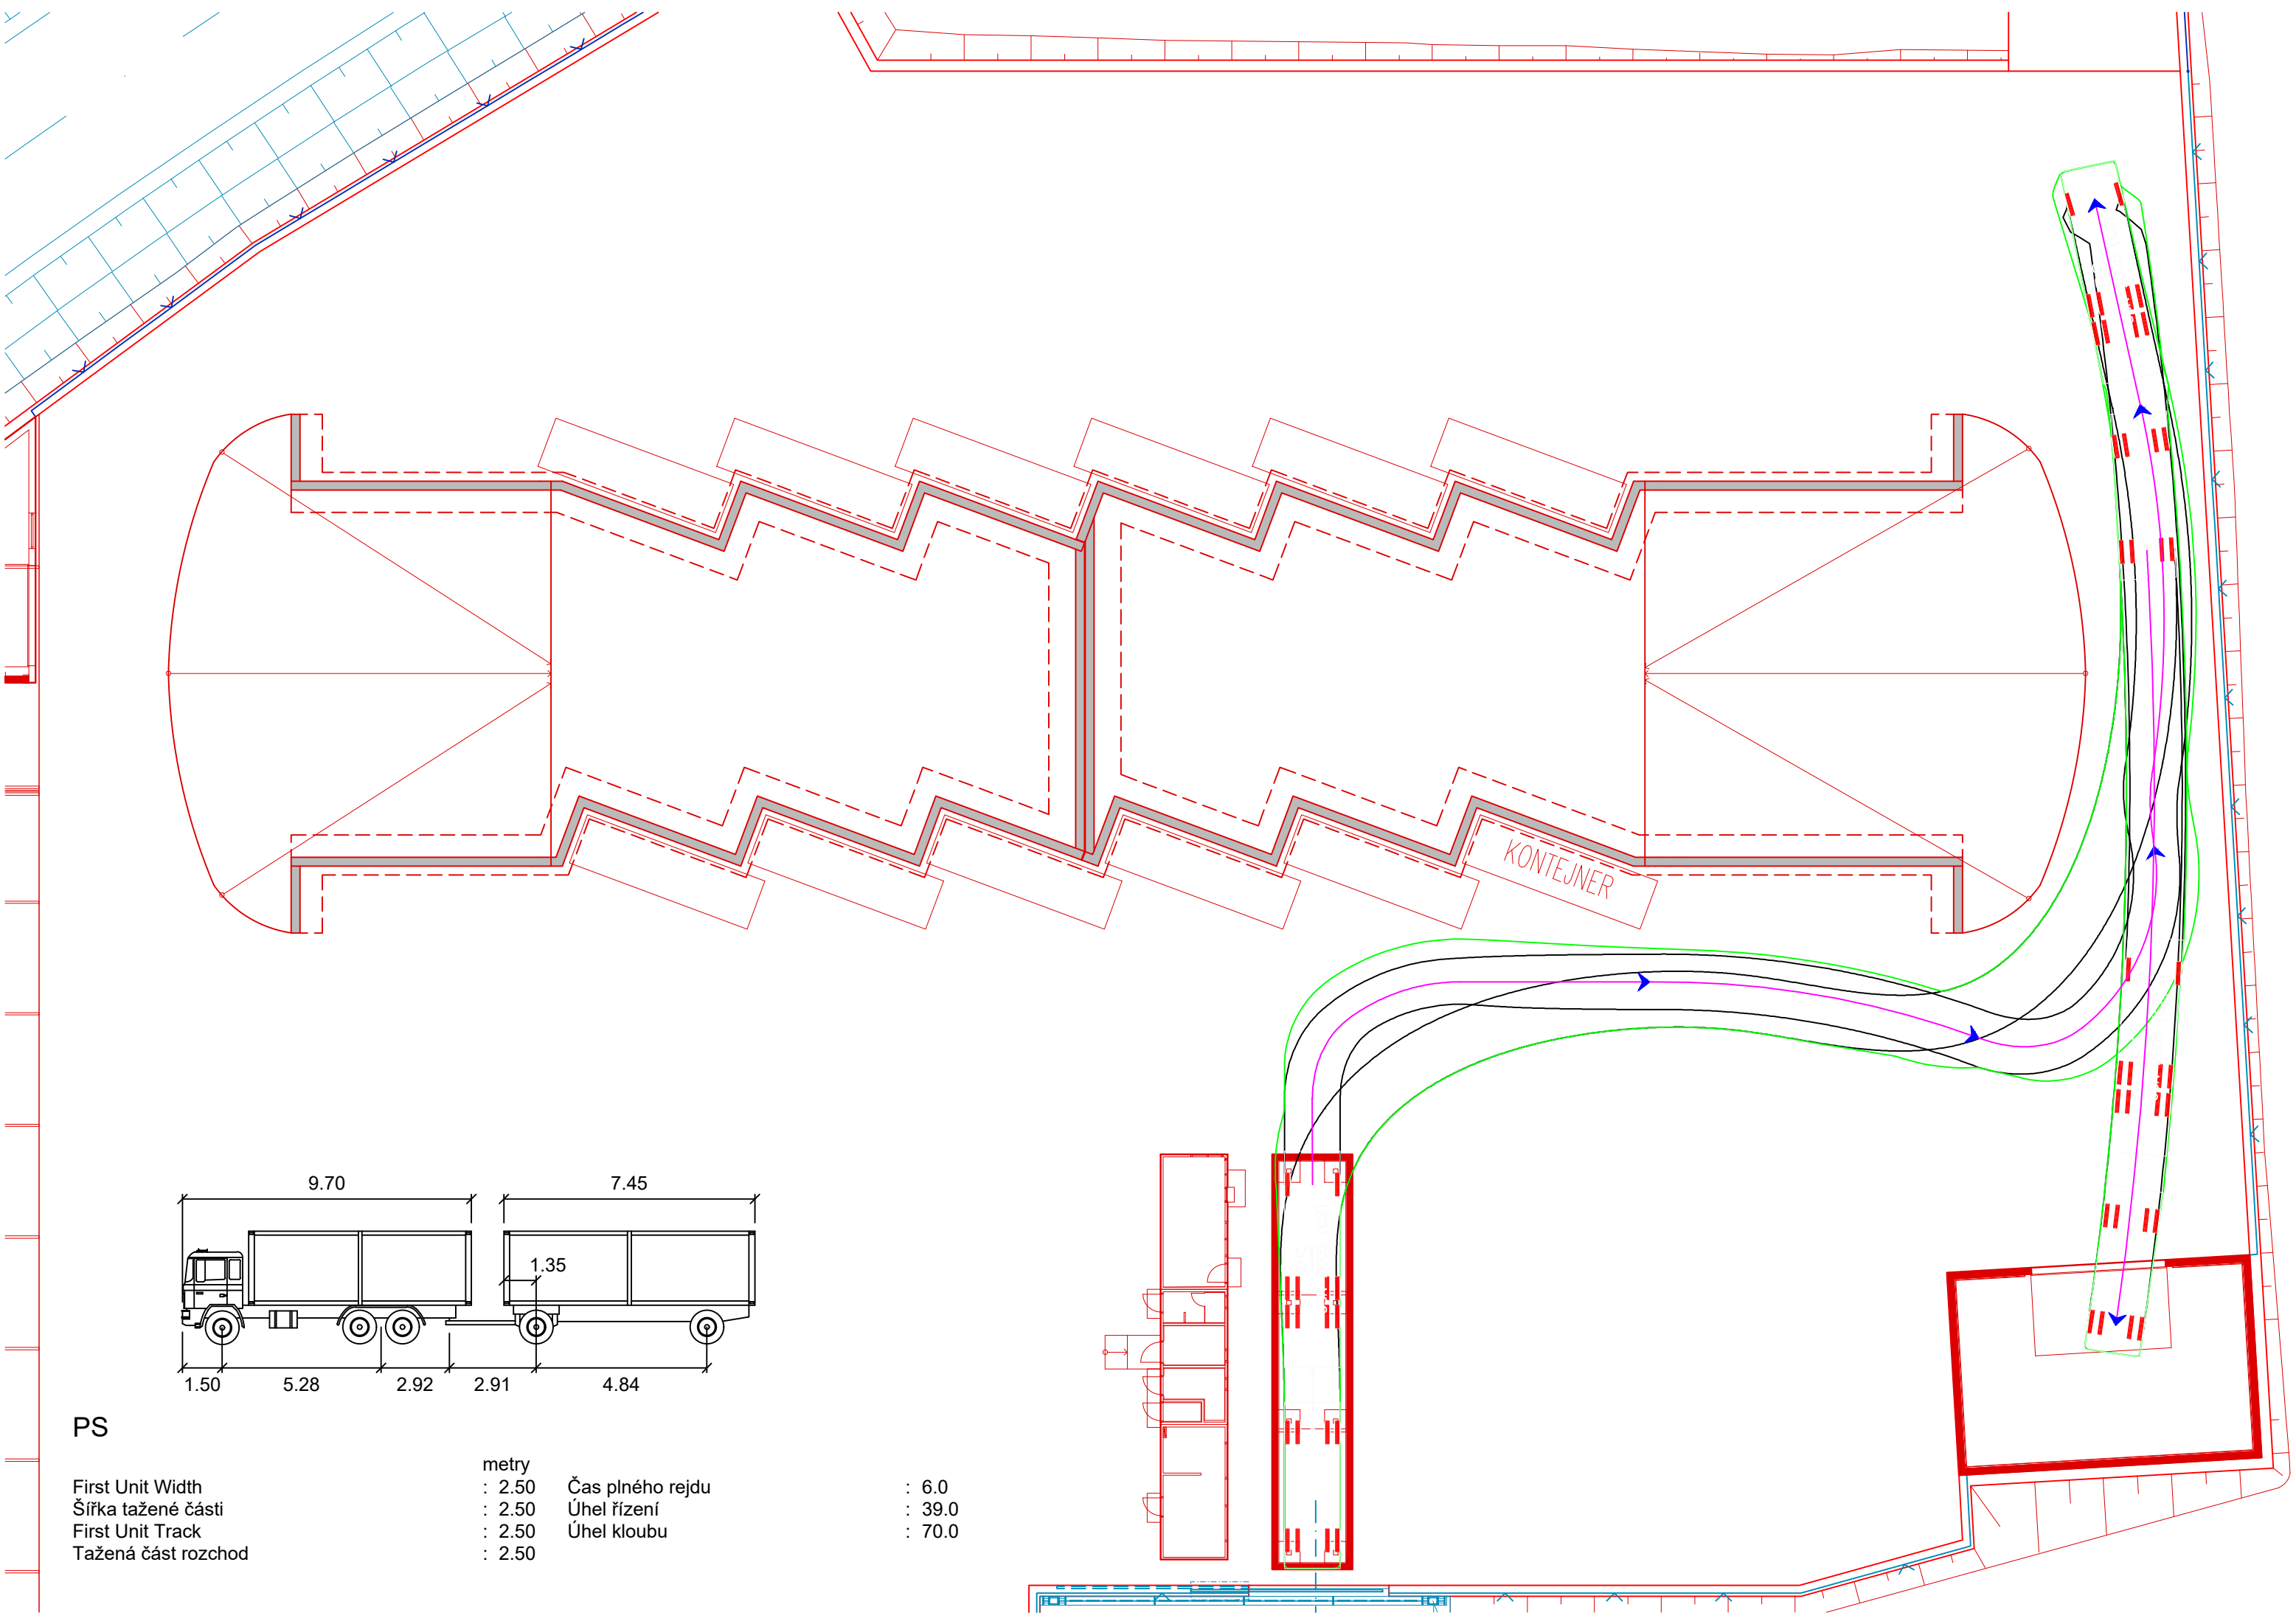 KONTEJNER
9.70 7.45
1.35
1.50 5.28 2.92 2.91 4.84
PS
metry
First Unit Width : 2.50 Čas plného rejdu : 6.0
Šířka tažené části : 2.50 Úhel řízení : 39.0
First Unit Track : 2.50 Úhel kloubu : 70.0
Tažená část rozchod : 2.50